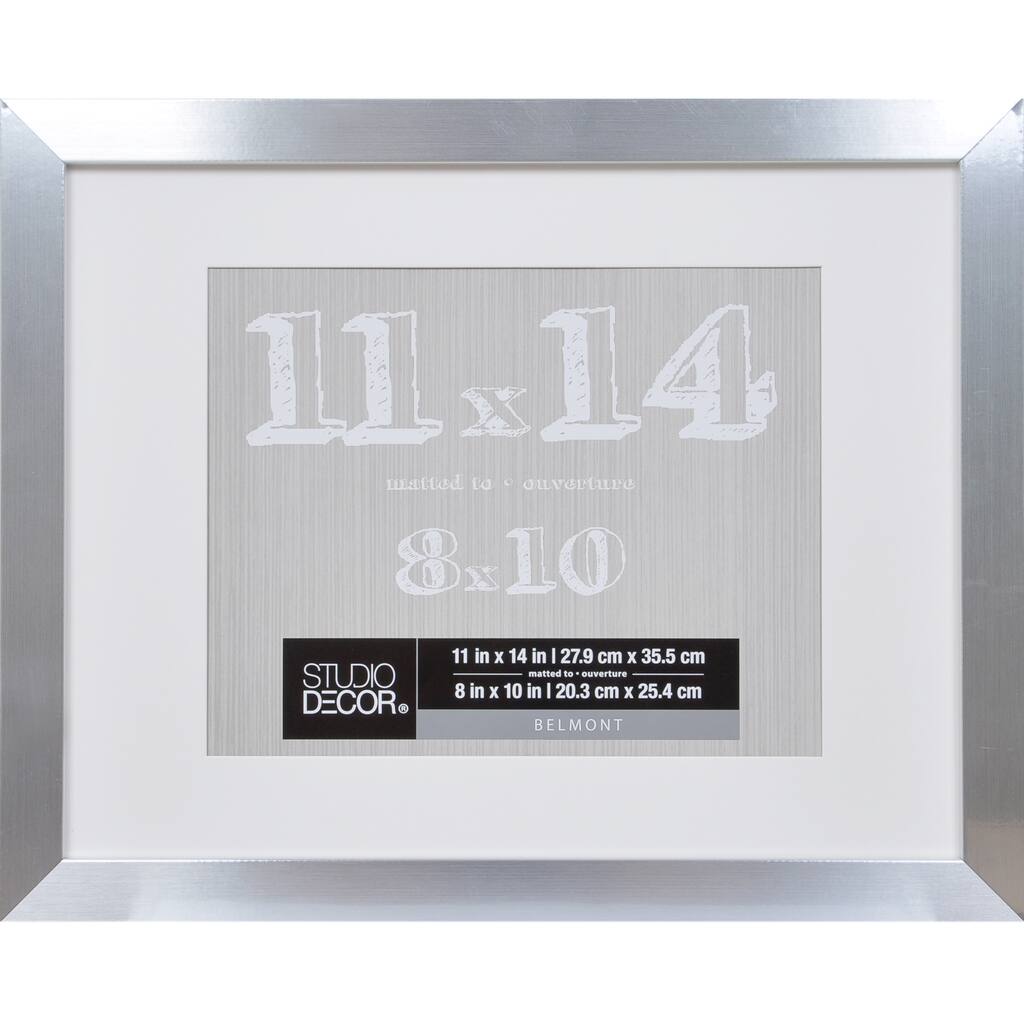 11x14
matted to • ouverture
8x10
STUDIO
DECOR®
11 in x 14 in | 27.9 cm x 35.5 cm
matted to • ouverture
8 in x 10 in | 20.3 cm x 25.4 cm
BELMONT